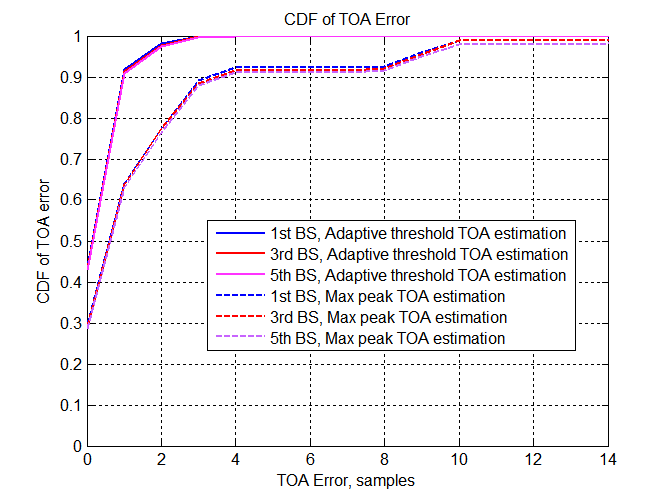 CDF of TOA Error
CDF of TOA error
1
0.9
0.8
0.7
0.6
0.5
0.4
0.3
0.2
0.1
0
1st BS, Adaptive threshold TOA estimation
3rd BS, Adaptive threshold TOA estimation
5th BS, Adaptive threshold TOA estimation
1st BS, Max peak TOA estimation
3rd BS, Max peak TOA estimation
5th BS, Max peak TOA estimation
0 2 4 6 8 10 12 14
TOA Error, samples